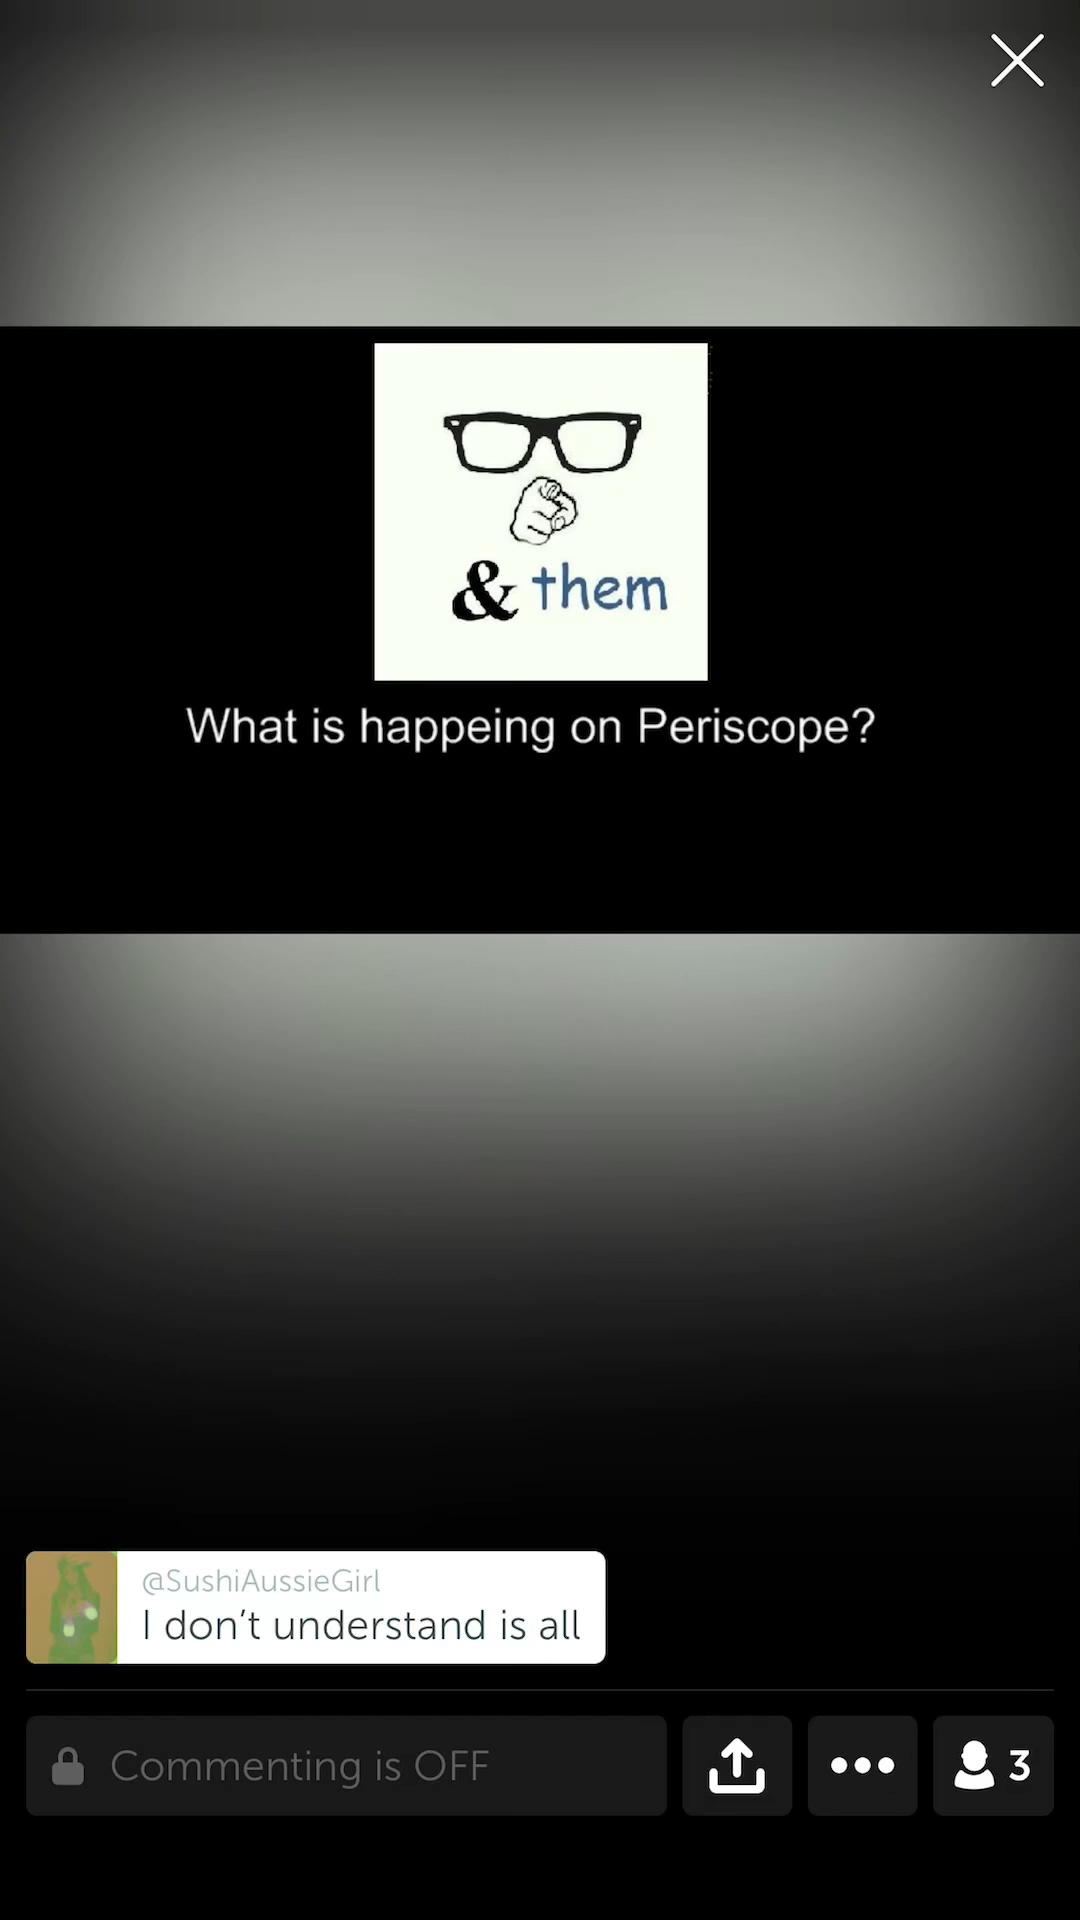 & them
What is happeing on Periscope?
@SushiAussieGirl
I don't understand is all
Commenting is OFF
3